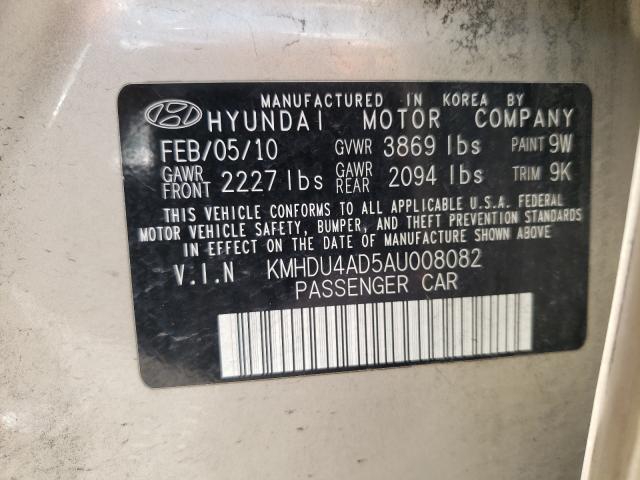 MANUFACTURED IN KOREA BY
HYUNDAI MOTOR COMPANY
FEB/05/10 GVWR 3869 lbs PAINT 9W
GAWR FRONT 2227 lbs GAWR REAR 2094 lbs TRIM 9K
THIS VEHICLE CONFORMS TO ALL APPLICABLE U.S.A. FEDERAL
MOTOR VEHICLE SAFETY, BUMPER, AND THEFT PREVENTION STANDARDS
IN EFFECT ON THE DATE OF MANUFACTURE SHOWN ABOVE.
V.I.N KMHDU4AD5AU008082
PASSENGER CAR